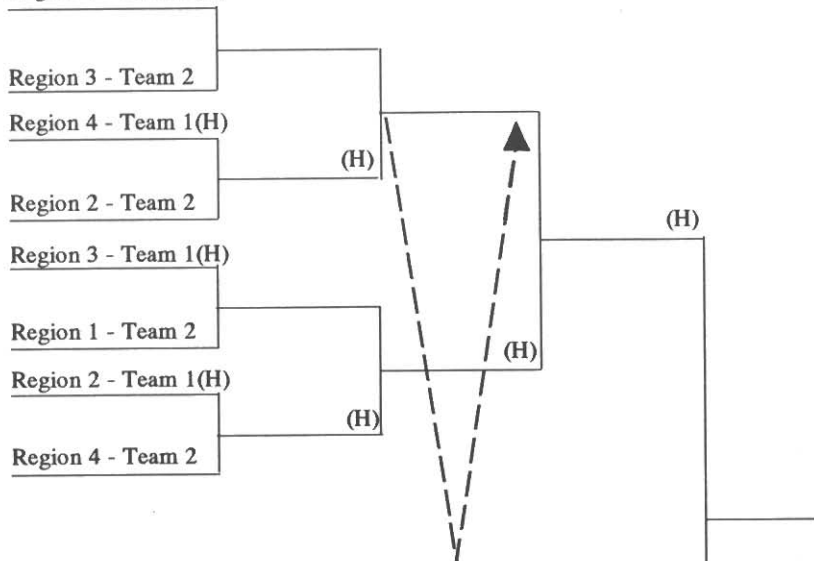 Region 3 - Team 2
Region 4 - Team 1(H)
(H)
Region 2 - Team 2
(H)
Region 3 - Team 1(H)
Region 1 - Team 2
(H)
Region 2 - Team 1(H)
(H)
Region 4 - Team 2